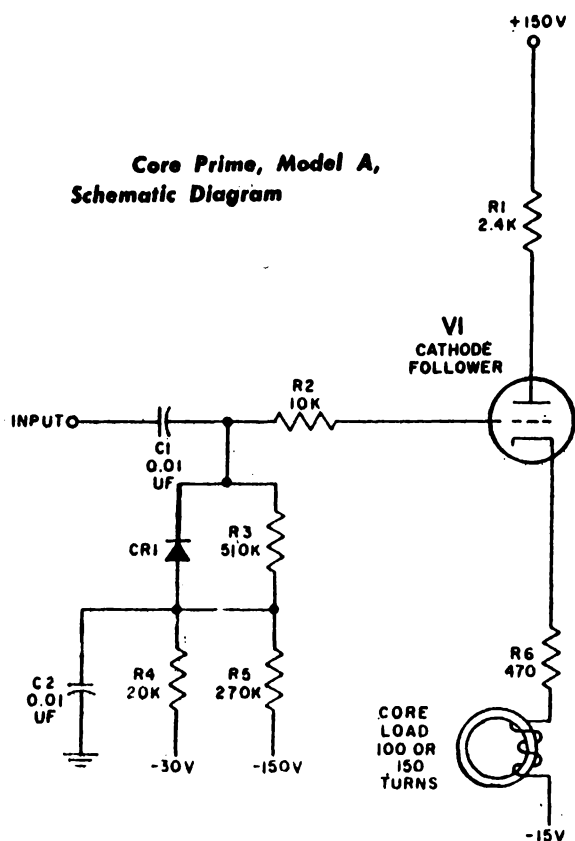 +150V
Core Prime, Model A,
Schematic Diagram
R1
2.4K
V1
CATHODE
FOLLOWER
R2
10K
INPUT
C1
0.01
UF
R3
510K
CR1
C2
0.01
UF
R4
20K
R5
270K
R6
470
CORE
LOAD
100 OR
150
TURNS
-30V
-150V
-15V